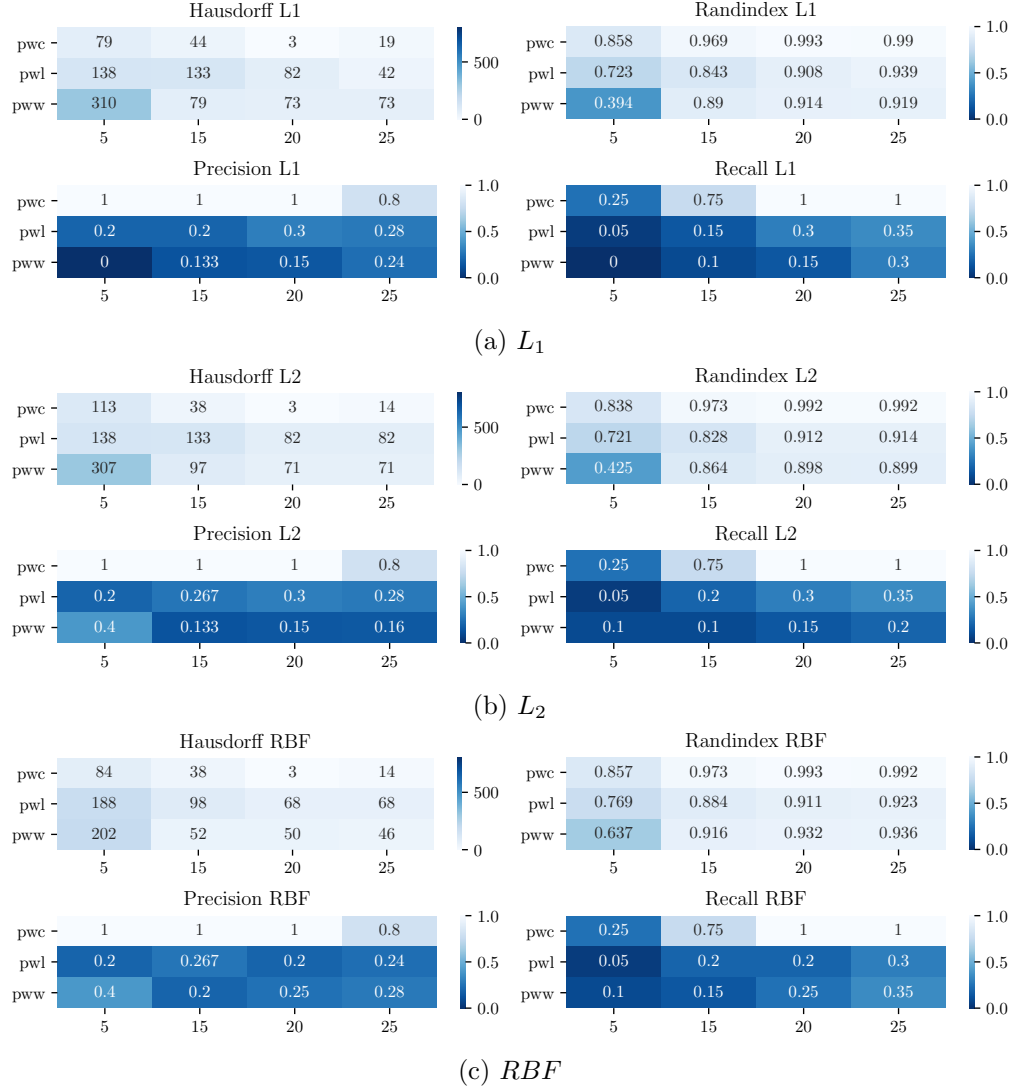 Hausdorff L1
pwc 79 44 3 19
pwl 138 133 82 42
pww 310 79 73 73
5 15 20 25
500
0
Randindex L1
0.858 0.969 0.993 0.99
pwc
0.723 0.843 0.908 0.939
pwl
0.394 0.89 0.914 0.919
pww
5 15 20 25
1.0
0.5
0.0
Precision L1
pwc 1 1 1 0.8
pwl 0.2 0.2 0.3 0.28
pww 0 0.133 0.15 0.24
5 15 20 25
1.0
0.5
0.0
Recall L1
pwc 0.25 0.75 1 1
pwl 0.05 0.15 0.3 0.35
pww 0 0.1 0.15 0.3
5 15 20 25
1.0
0.5
0.0
(a) L₁
Hausdorff L2
pwc 113 38 3 14
pwl 138 133 82 82
pww 307 97 71 71
5 15 20 25
500
0
Randindex L2
pwc 0.838 0.973 0.992 0.992
pwl 0.721 0.828 0.912 0.914
pww 0.425 0.864 0.898 0.899
5 15 20 25
1.0
0.5
0.0
Precision L2
pwc 1 1 1 0.8
pwl 0.2 0.267 0.3 0.28
pww 0.4 0.133 0.15 0.16
5 15 20 25
1.0
0.5
0.0
Recall L2
pwc 0.25 0.75 1 1
pwl 0.05 0.2 0.3 0.35
pww 0.1 0.1 0.15 0.2
5 15 20 25
1.0
0.5
0.0
(b) L₂
Hausdorff RBF
pwc 84 38 3 14
pwl 188 98 68 68
pww 202 52 50 46
5 15 20 25
500
0
Randindex RBF
pwc 0.857 0.973 0.993 0.992
pwl 0.769 0.884 0.911 0.923
pww 0.637 0.916 0.932 0.936
5 15 20 25
1.0
0.5
0.0
Precision RBF
pwc 1 1 1 0.8
pwl 0.2 0.267 0.2 0.24
pww 0.4 0.2 0.25 0.28
5 15 20 25
1.0
0.5
0.0
Recall RBF
pwc 0.25 0.75 1 1
pwl 0.05 0.2 0.2 0.3
pww 0.1 0.15 0.25 0.35
5 15 20 25
1.0
0.5
0.0
(c) RBF